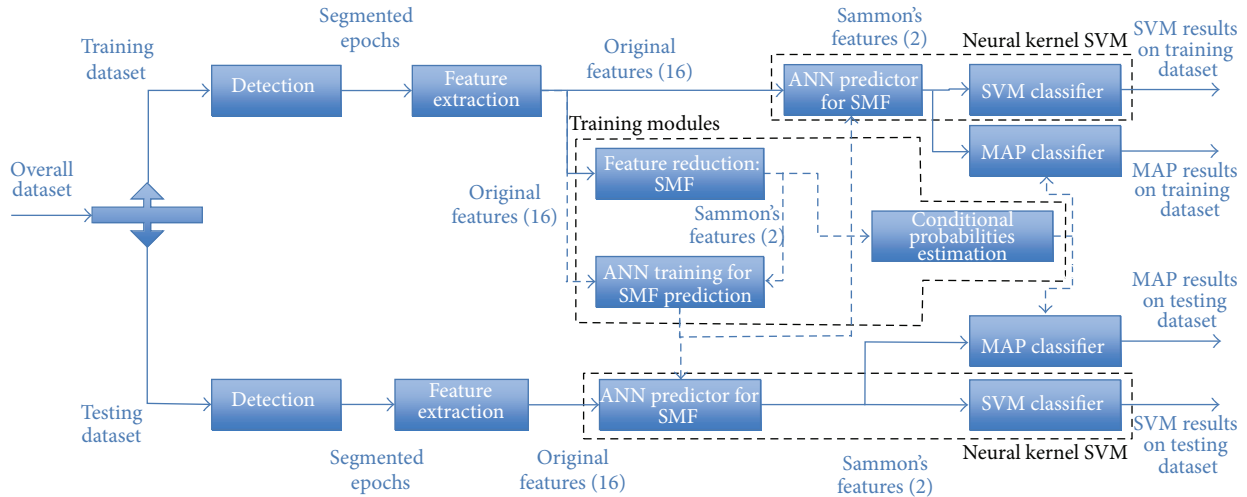 Training
dataset
Segmented
epochs
Original
features (16)
Sammon's
features (2)
Neural kernel SVM
SVM results
on training
dataset
Detection
Feature
extraction
ANN predictor
for SMF
SVM classifier
Training modules
MAP classifier
MAP results
on training
dataset
Overall
dataset
Feature reduction:
SMF
Original
features (16)
Sammon's
features (2)
Conditional
probabilities
estimation
ANN training for
SMF prediction
MAP results
on testing
dataset
MAP classifier
Testing
dataset
Detection
Feature
extraction
ANN predictor for
SMF
SVM classifier
SVM results
on testing
dataset
Segmented
epochs
Original
features (16)
Sammon's
features (2)
Neural kernel SVM